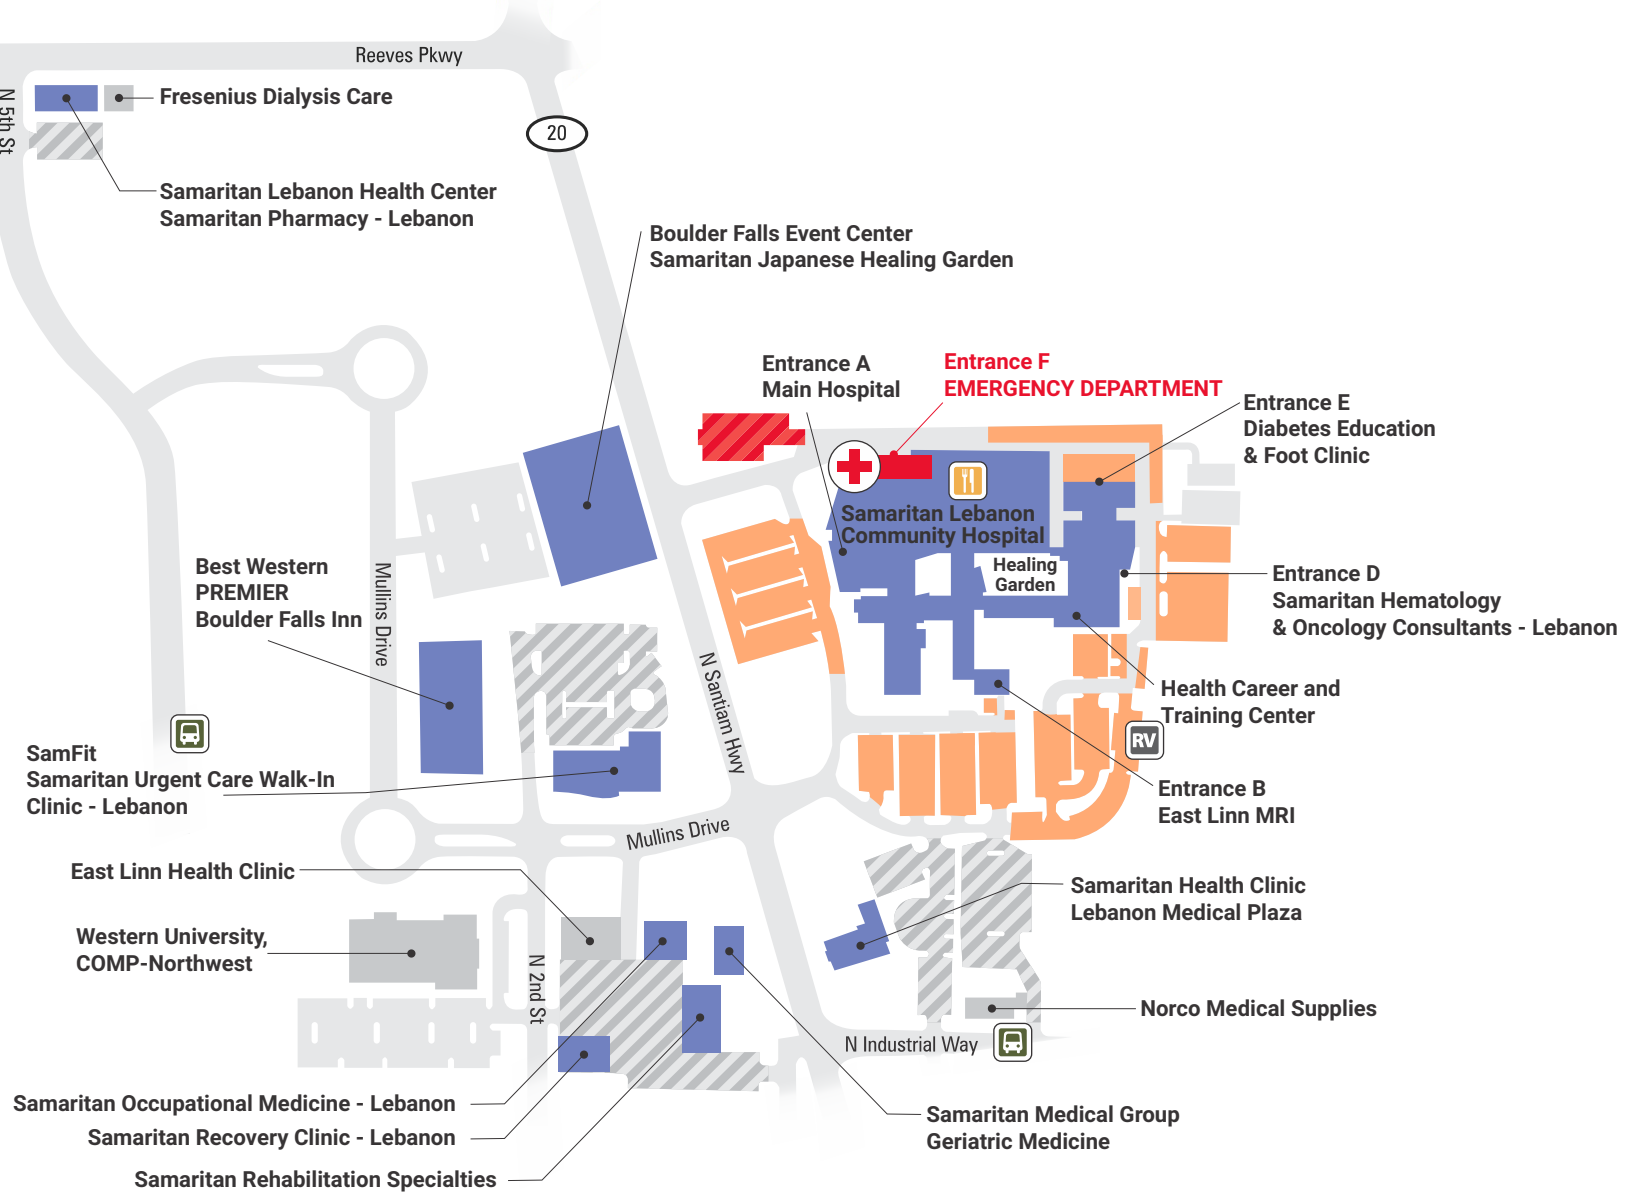 Reeves Pkwy
N 5th St
Fresenius Dialysis Care
20
Samaritan Lebanon Health Center
Samaritan Pharmacy - Lebanon
Boulder Falls Event Center
Samaritan Japanese Healing Garden
Entrance A
Main Hospital
Entrance F
EMERGENCY DEPARTMENT
Entrance E
Diabetes Education
& Foot Clinic
Samaritan Lebanon
Community Hospital
Healing
Garden
Entrance D
Samaritan Hematology
& Oncology Consultants - Lebanon
Best Western
PREMIER
Boulder Falls Inn
Mullins Drive
N Santiam Hwy
Health Career and
Training Center
RV
SamFit
Samaritan Urgent Care Walk-In
Clinic - Lebanon
Entrance B
East Linn MRI
Mullins Drive
East Linn Health Clinic
Samaritan Health Clinic
Lebanon Medical Plaza
Western University,
COMP-Northwest
N 2nd St
Norco Medical Supplies
N Industrial Way
Samaritan Occupational Medicine - Lebanon
Samaritan Recovery Clinic - Lebanon
Samaritan Rehabilitation Specialties
Samaritan Medical Group
Geriatric Medicine